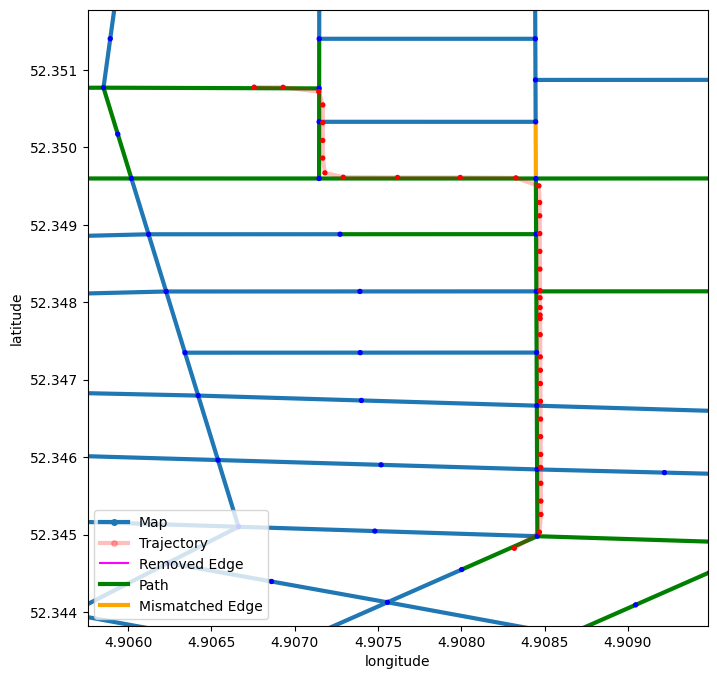 52.351
52.350
52.349
52.348
52.347
52.346
52.345
52.344
latitude
Map
Trajectory
Removed Edge
Path
Mismatched Edge
4.9060 4.9065 4.9070 4.9075 4.9080 4.9085 4.9090
longitude